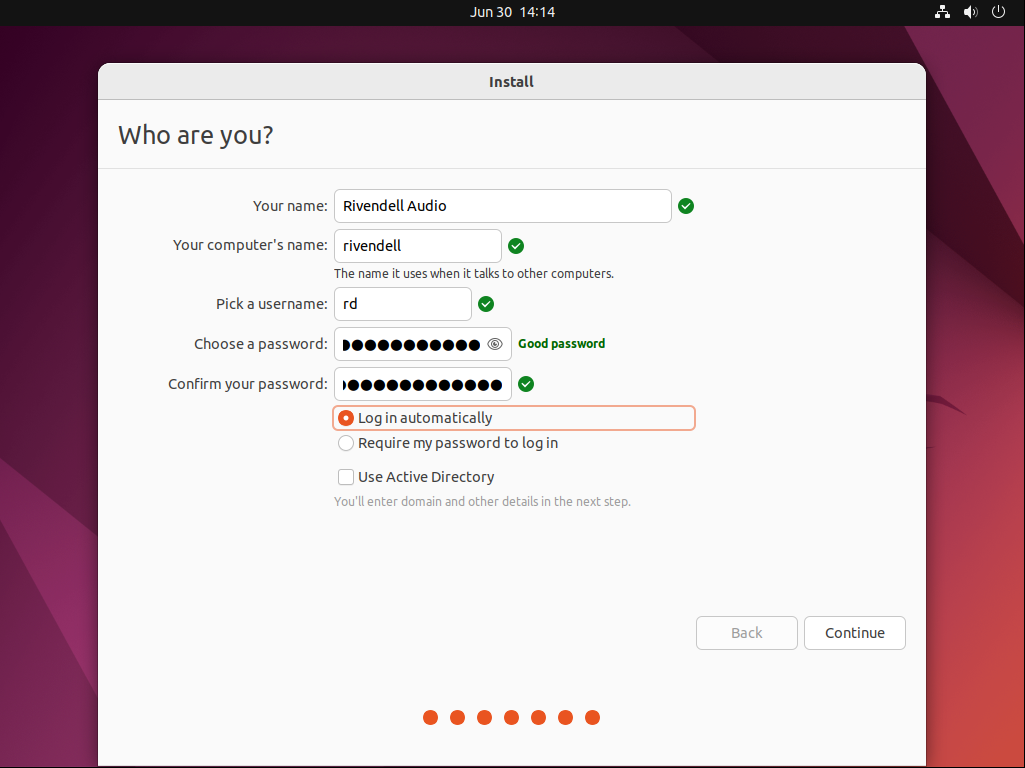 Jun 30 14:14
Install
Who are you?
Your name: Rivendell Audio
Your computer's name: rivendell
The name it uses when it talks to other computers.
Pick a username: rd
Choose a password: Good password
Confirm your password:
Log in automatically
Require my password to log in
Use Active Directory
You'll enter domain and other details in the next step.
Back Continue